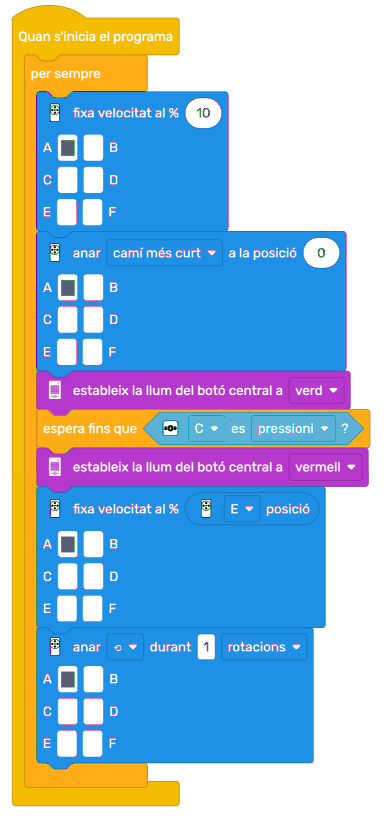 Quan s'inicia el programa
per sempre
fixa velocitat al % 10
A B
C D
E F
anar camí més curt a la posició 0
A B
C D
E F
estableix la llum del botó central a verd
espera fins que C es pressioni ?
estableix la llum del botó central a vermell
fixa velocitat al % E posició
A B
C D
E F
anar durant 1 rotacions
A B
C D
E F